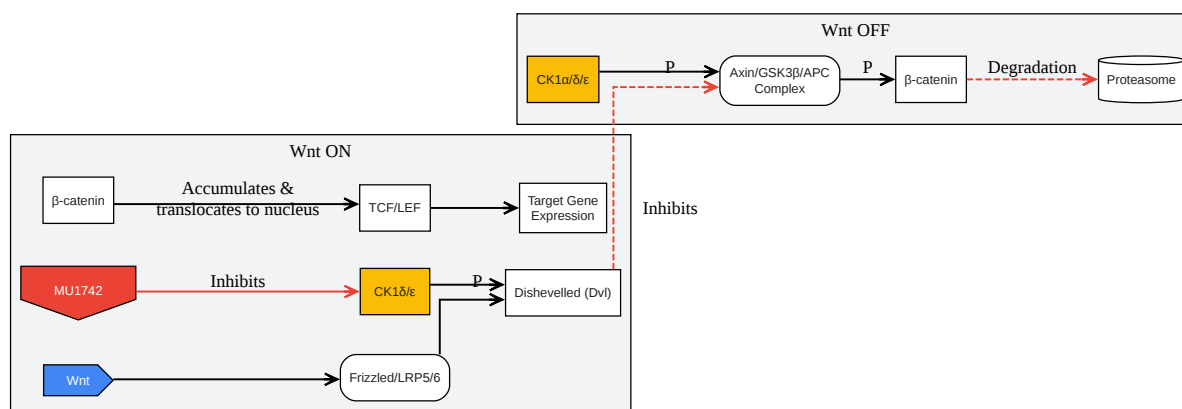 Wnt OFF
CK1α/δ/ε
P
Axin/GSK3β/APC
Complex
P
β-catenin
Degradation
Proteasome
Wnt ON
β-catenin
Accumulates &
translocates to nucleus
TCF/LEF
Target Gene
Expression
Inhibits
MU1742
Inhibits
CK1δ/ε
P
Dishevelled (Dvl)
Wnt
Frizzled/LRP5/6